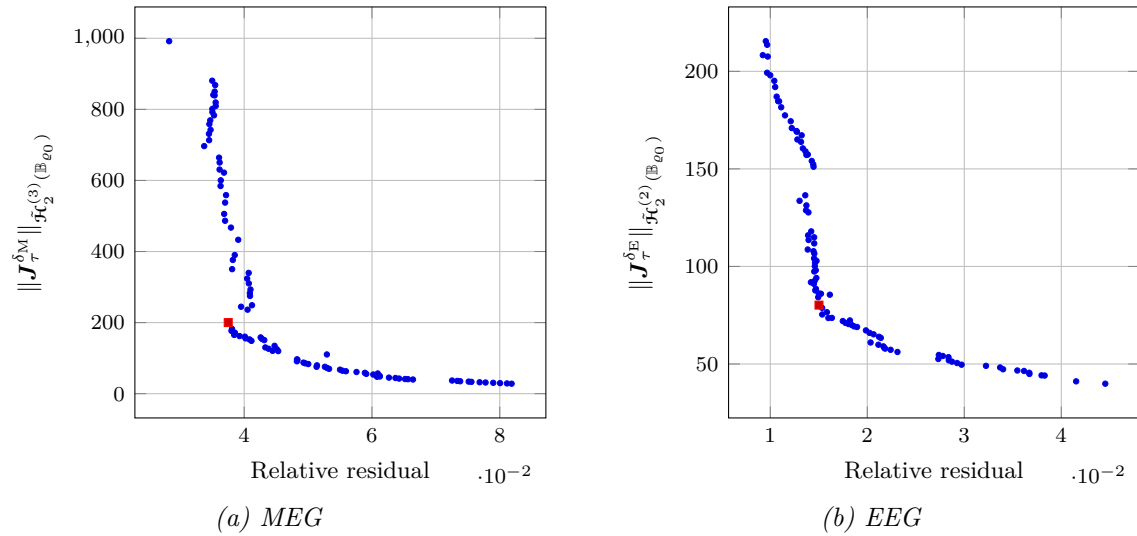 1,000
800
600
400
200
0
4 6 8
‖J_τ^{δ_M}‖_{ℋ̃_2^{(3)}(𝔹_{ϱ0})}
Relative residual
·10⁻²
(a) MEG
200
150
100
50
1 2 3 4
‖J_τ^{δ_E}‖_{ℋ̃_2^{(2)}(𝔹_{ϱ0})}
Relative residual
·10⁻²
(b) EEG